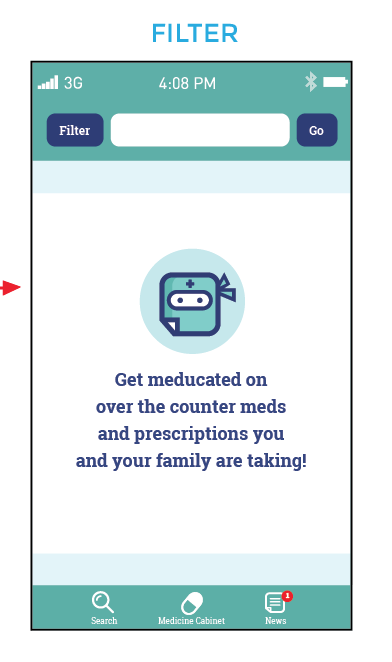 FILTER
3G 4:08 PM
Filter Go
Get meducated on
over the counter meds
and prescriptions you
and your family are taking!
1
Search Medicine Cabinet News